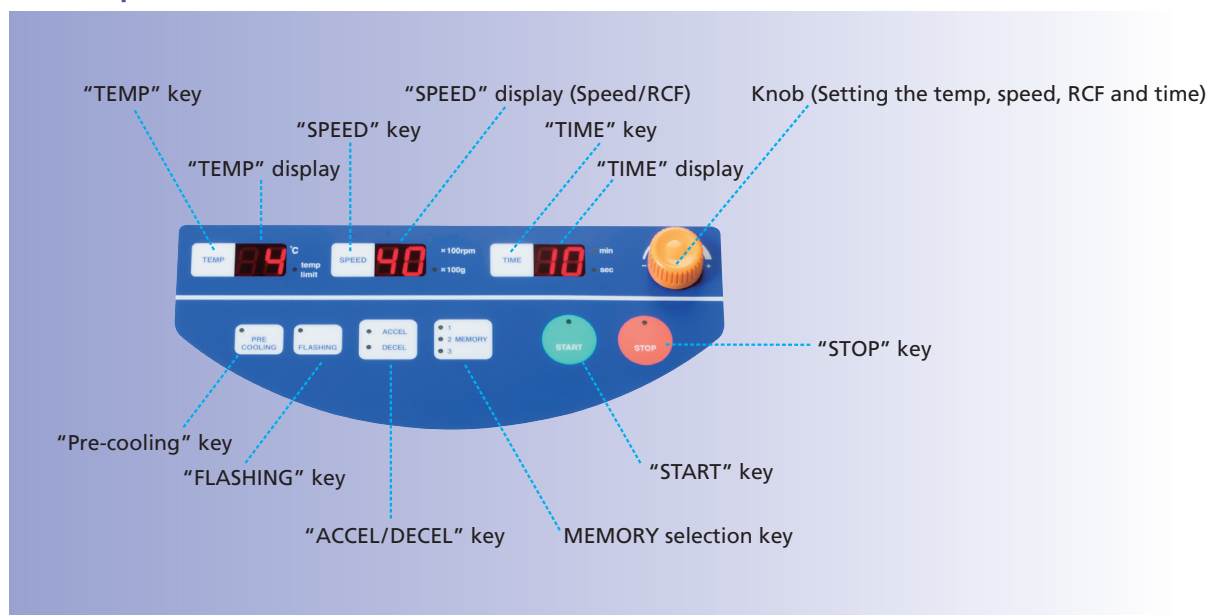 “TEMP” key
“SPEED” display (Speed/RCF)
Knob (Setting the temp, speed, RCF and time)
“SPEED” key
“TIME” key
“TEMP” display
“TIME” display
TEMP
4
°C
temp
limit
SPEED
40
×100rpm
×100g
TIME
10
min
sec
−
+
PRE
COOLING
FLASHING
ACCEL
DECEL
1
2 MEMORY
3
START
STOP
“STOP” key
“Pre-cooling” key
“FLASHING” key
“START” key
“ACCEL/DECEL” key
MEMORY selection key